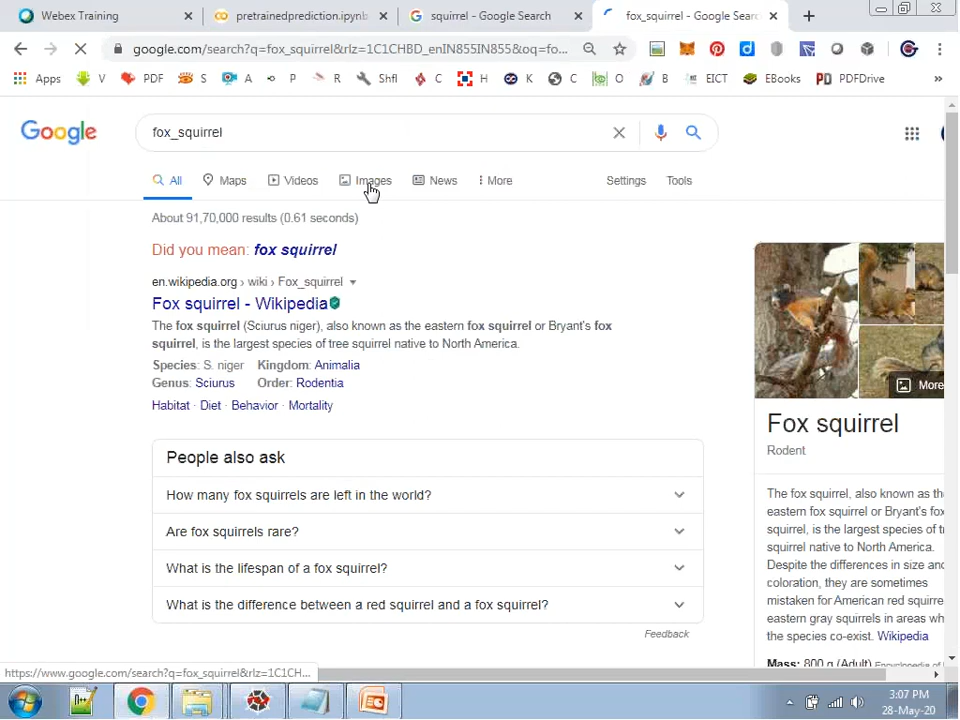 Webex Training
pretrainedprediction.ipynb
squirrel - Google Search
fox_squirrel - Google Searc
google.com/search?q=fox_squirrel&rlz=1C1CHBD_enIN855IN855&oq=fo...
Apps V PDF S A P R Shfl C H K C O B EICT EBooks PD PDFDrive »
Google
fox_squirrel
All Maps Videos Images News More Settings Tools
About 91,70,000 results (0.61 seconds)
Did you mean: fox squirrel
en.wikipedia.org › wiki › Fox_squirrel
Fox squirrel - Wikipedia
The fox squirrel (Sciurus niger), also known as the eastern fox squirrel or Bryant's fox
squirrel, is the largest species of tree squirrel native to North America.
Species: S. niger Kingdom: Animalia
Genus: Sciurus Order: Rodentia
Habitat · Diet · Behavior · Mortality
People also ask
How many fox squirrels are left in the world?
Are fox squirrels rare?
What is the lifespan of a fox squirrel?
What is the difference between a red squirrel and a fox squirrel?
Feedback
More
Fox squirrel
Rodent
The fox squirrel, also known as th
eastern fox squirrel or Bryant's fox
squirrel, is the largest species of t
squirrel native to North America.
Despite the differences in size and
coloration, they are sometimes
mistaken for American red squirre
eastern gray squirrels in areas wh
the species co-exist. Wikipedia
Mass: 800 g (Adult)
https://www.google.com/search?q=fox_squirrel&rlz=1C1CHBD_enIN...
3:07 PM
28-May-20